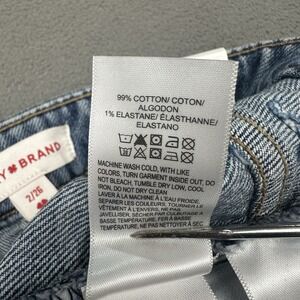 99% COTTON/ COTON/
ALGODON
1% ELASTANE/ ÉLASTHANNE/
ELASTANO
MACHINE WASH COLD, WITH LIKE
COLORS, TURN GARMENT INSIDE OUT, DO
NOT BLEACH, TUMBLE DRY LOW, COOL
IRON. DO NOT DRY CLEAN
LAVER À LA MACHINE A L'EAU FROIDE,
SEPARER LES COULEURS, TOURNER LE
VÊTEMENT À L'ENVERS, NE PAS
JAVELLISER, SÉCHER PAR CULBUTAGE À
BASSE TEMPÉRATURE, FER À BASSE
TEMPÉRATURE, NE PAS NETTOYER À SEC
Y BRAND
2/26